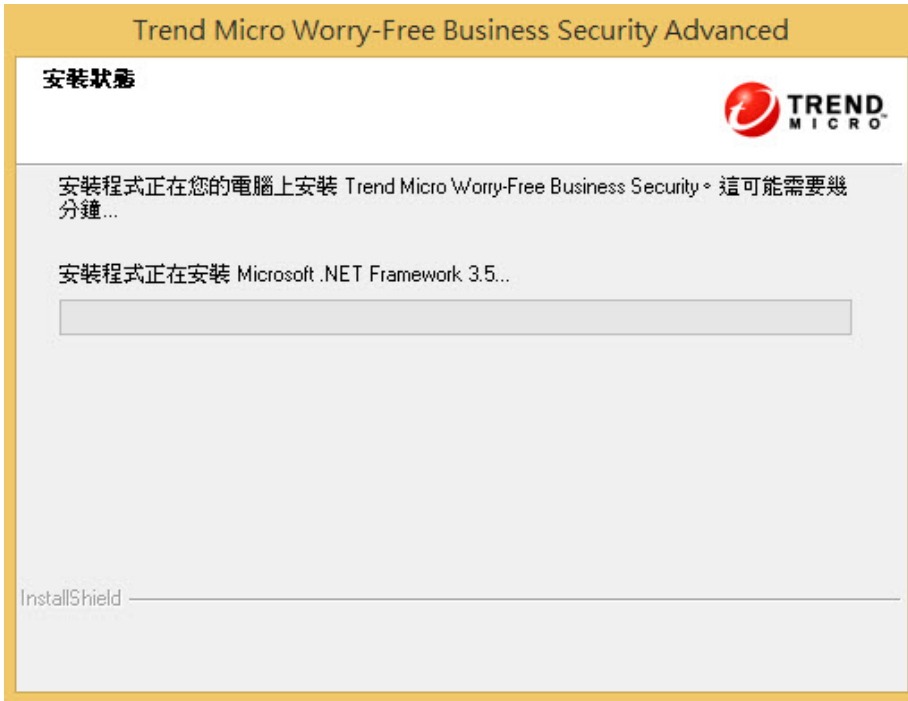 Trend Micro Worry-Free Business Security Advanced
安裝狀態
TREND
MICRO
安裝程式正在您的電腦上安裝 Trend Micro Worry-Free Business Security。這可能需要幾
分鐘...
安裝程式正在安裝 Microsoft .NET Framework 3.5...
InstallShield